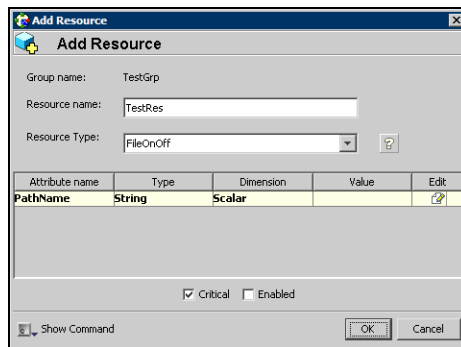 Add Resource
Add Resource
Group name: TestGrp
Resource name: TestRes
Resource Type: FileOnOff
Attribute name Type Dimension Value Edit
PathName String Scalar
Critical Enabled
Show Command OK Cancel